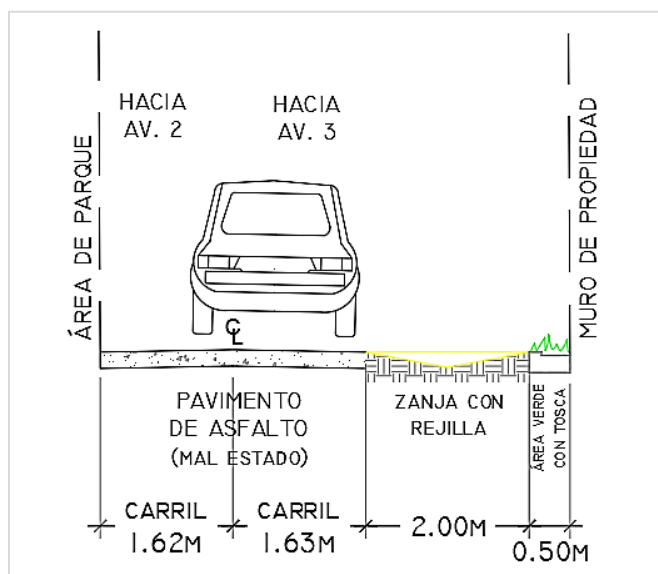 HACIA
AV. 2
HACIA
AV. 3
ÁREA DE PARQUE
MURO DE PROPIEDAD
℄
PAVIMENTO
DE ASFALTO
(MAL ESTADO)
ZANJA CON
REJILLA
ÁREA VERDE
CON TOSCA
CARRIL
1.62M
CARRIL
1.63M
2.00M
0.50M